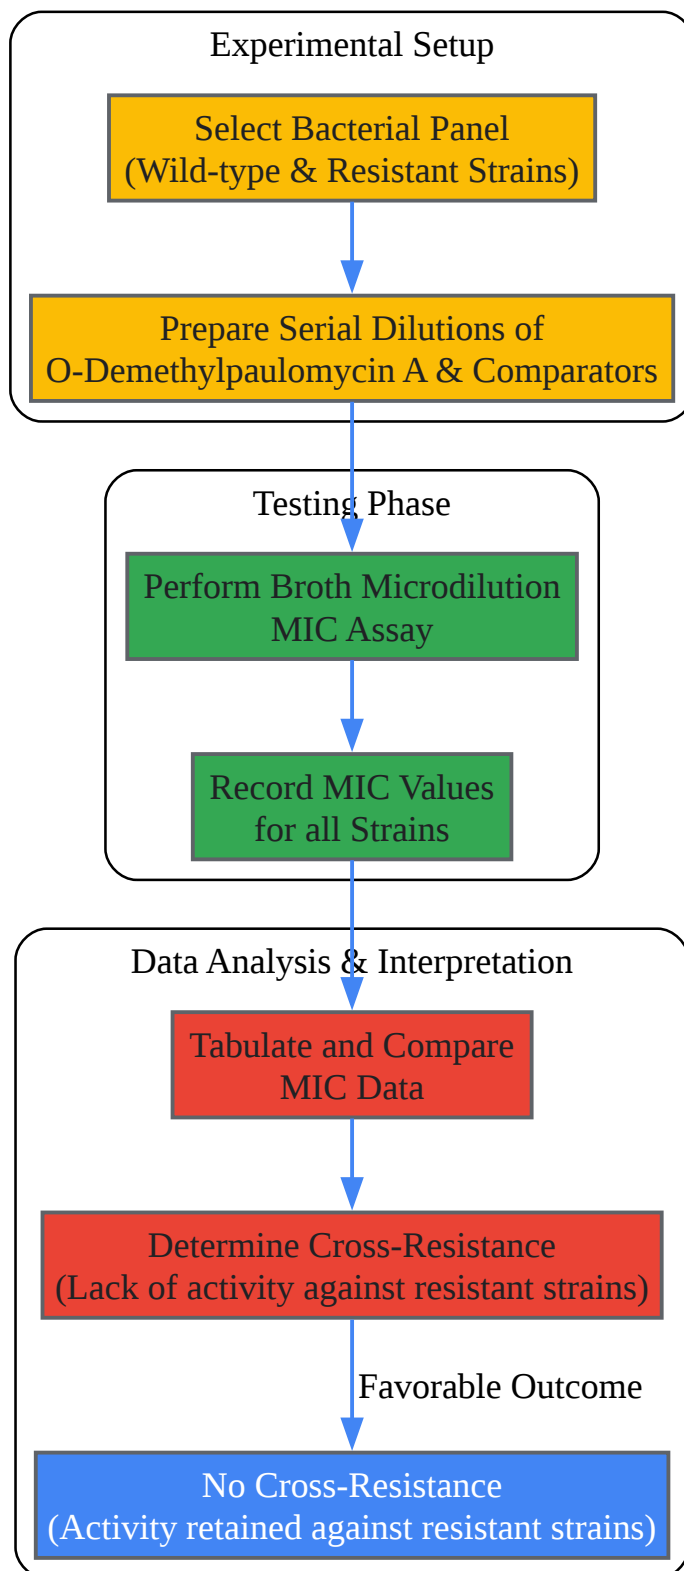 Experimental Setup
Select Bacterial Panel
(Wild-type & Resistant Strains)
Prepare Serial Dilutions of
O-Demethylpaulomycin A & Comparators
Testing Phase
Perform Broth Microdilution
MIC Assay
Record MIC Values
for all Strains
Data Analysis & Interpretation
Tabulate and Compare
MIC Data
Determine Cross-Resistance
(Lack of activity against resistant strains)
Favorable Outcome
No Cross-Resistance
(Activity retained against resistant strains)